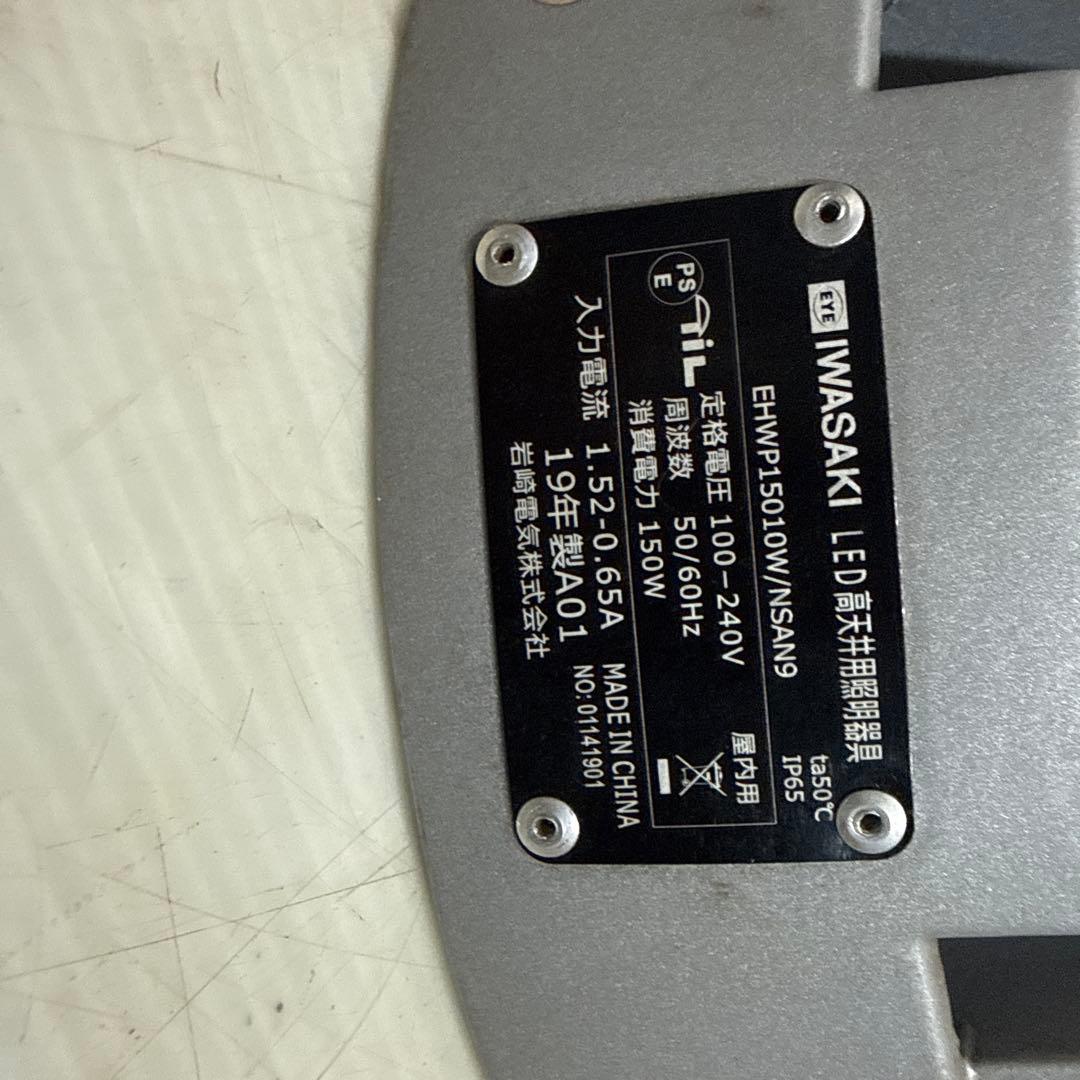 EYE IWASAKI LED高天井用照明器具
ta50℃
EHWP15010W/NSAN9
IP65
PS
E
TiL
定格電圧 100-240V
周波数 50/60Hz
消費電力 150W
屋内用
入力電流 1.52-0.65A
MADE IN CHINA
19年製A01
NO:01141901
岩崎電気株式会社